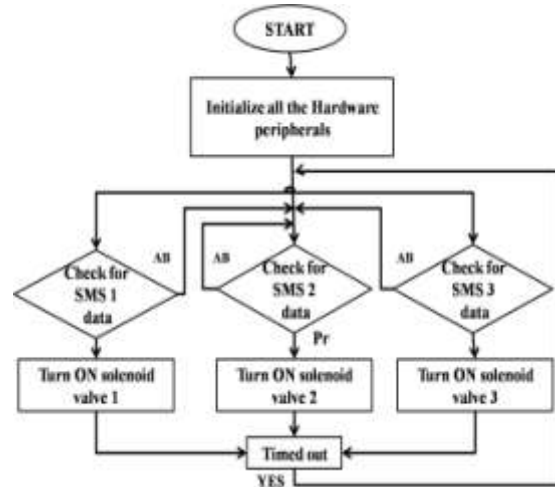 START
Initialize all the Hardware
peripherals
AB
AB
AB
Check for
SMS 1
data
Check for
SMS 2
data
Check for
SMS 3
data
Pr
Turn ON solenoid
valve 1
Turn ON solenoid
valve 2
Turn ON solenoid
valve 3
Timed out
YES